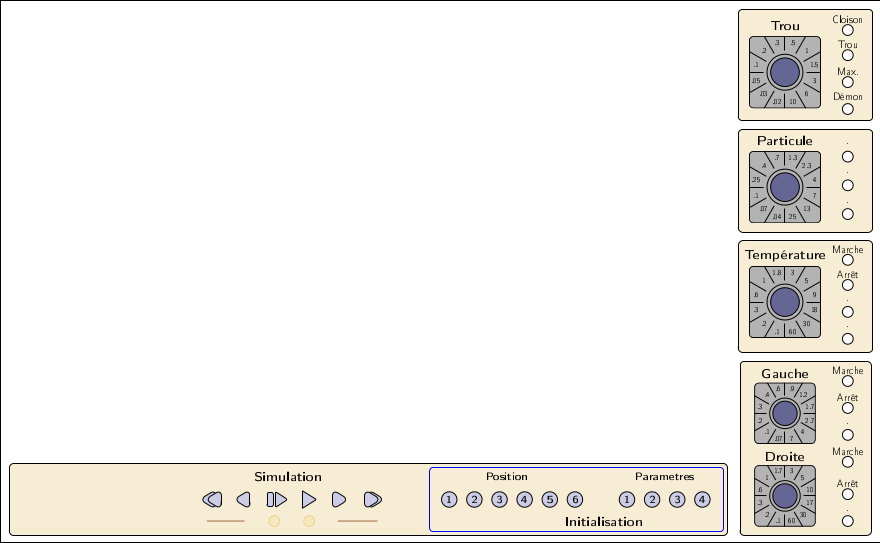 Trou
Cloison
Trou
Max.
Démon
.3 .5
.2 1
.1 1.5
.05 3
.03 6
.02 10
Particule
.
.
.
.7 1.3
.4 2.3
.25 4
.1 7
.07 13
.04 25
Température
Marche
Arrêt
.
.
1.8 3
1 5
.6 9
.3 18
.2 30
.1 60
Gauche
Marche
Arrêt
.
.6 .9
.4 1.2
.3 1.7
.2 2.7
.1 4
.07 7
Droite
Marche
Arrêt
.
1.7 3
1 5
.6 10
.3 17
.2 30
.1 60
Simulation
Position
Parametres
1 2 3 4 5 6
1 2 3 4
Initialisation